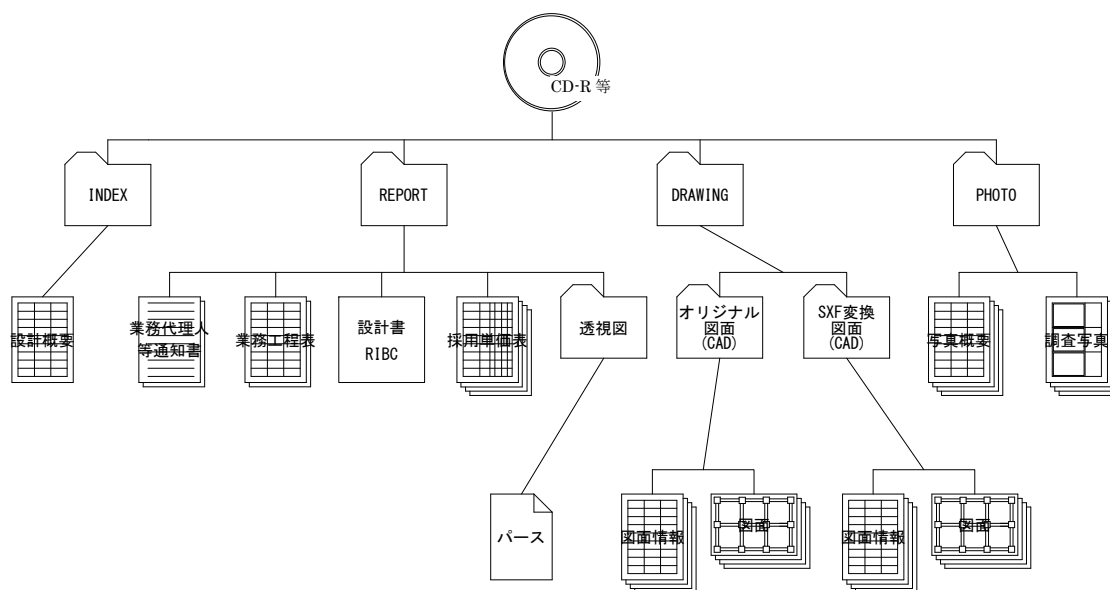 CD-R 等
INDEX
REPORT
DRAWING
PHOTO
設計概要
業務代理人
等通知書
業務工程表
設計書
RIBC
採用単価表
透視図
オリジナル
図面
(CAD)
SXF変換
図面
(CAD)
写真概要
調査写真
パース
図面情報
図面
図面情報
図面